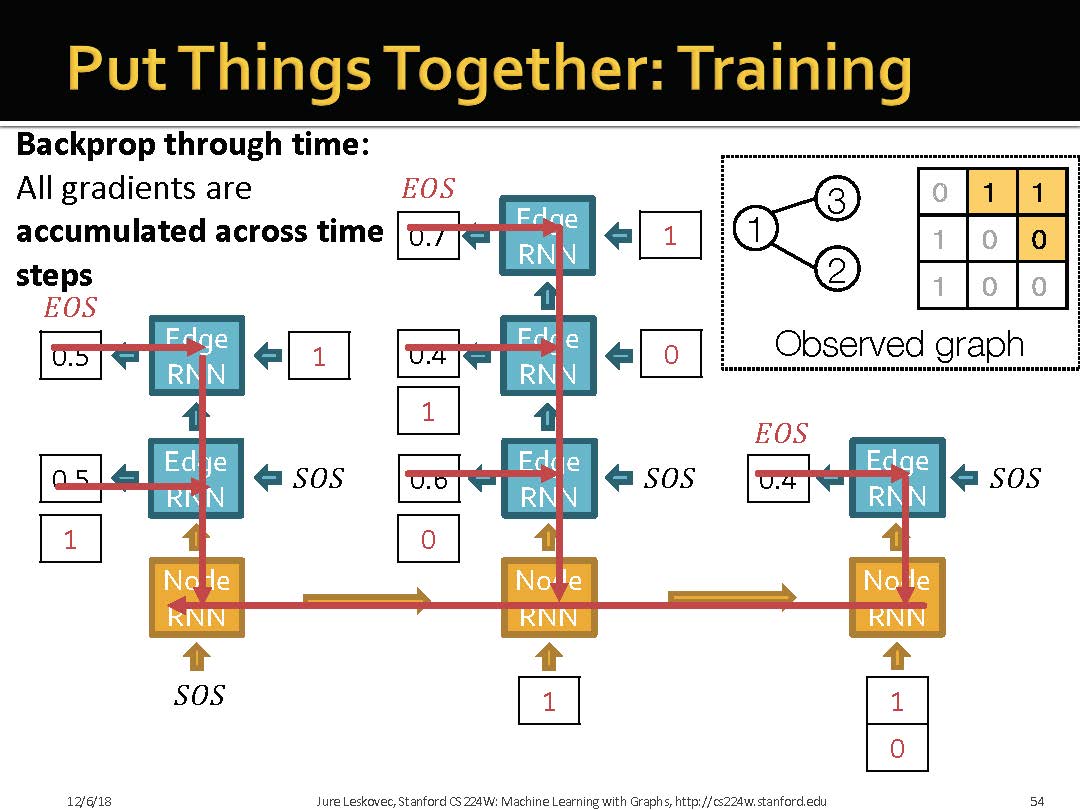 Put Things Together: Training
Backprop through time:
All gradients are
accumulated across time
steps
EOS
0.7
Edge
RNN
1
1
3
2
0 1 1
1 0 0
1 0 0
Observed graph
EOS
0.5
Edge
RNN
1
0.4
Edge
RNN
0
1
EOS
0.5
Edge
RNN
SOS
0.6
Edge
RNN
SOS
0.4
Edge
RNN
SOS
1
0
Node
RNN
Node
RNN
Node
RNN
SOS
1
1
0
12/6/18
Jure Leskovec, Stanford CS224W: Machine Learning with Graphs, http://cs224w.stanford.edu
54